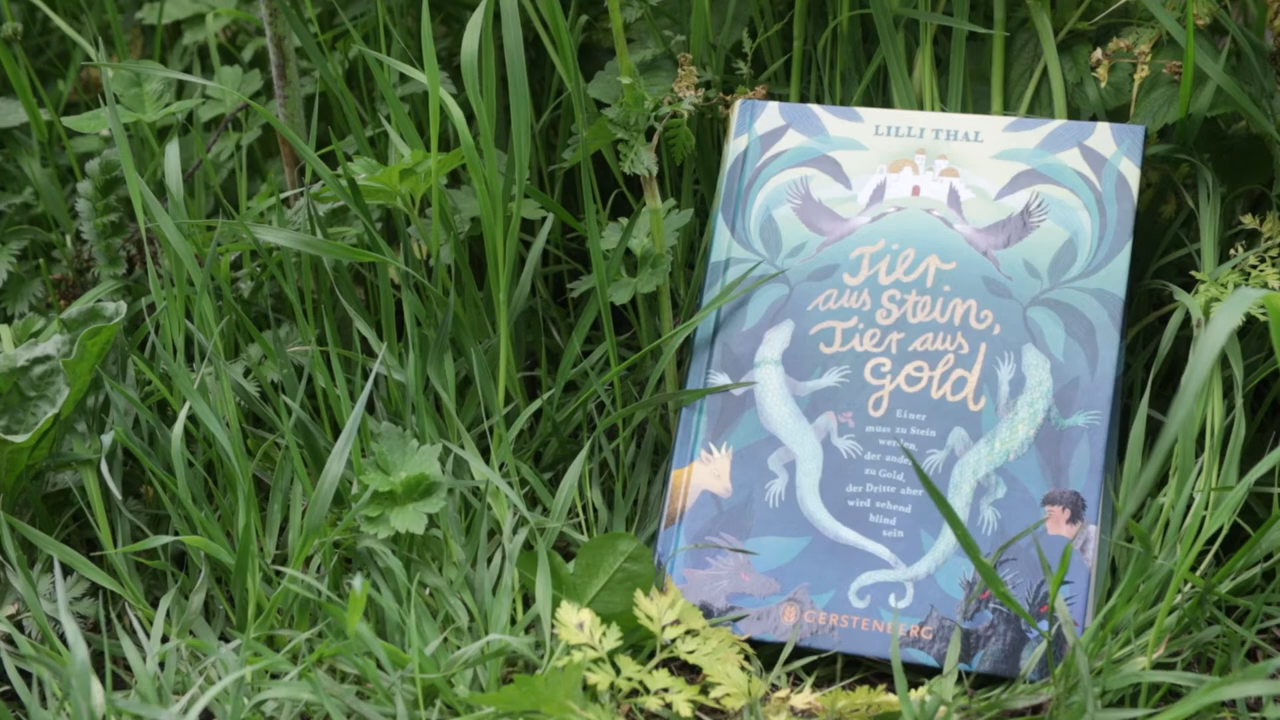 LILLI THAL
Tier
aus Stein,
Tier aus
Gold
Einer
muss zu Stein
werden,
der andere
zu Gold,
der Dritte aber
wird sehend
blind
sein
GERSTENBERG